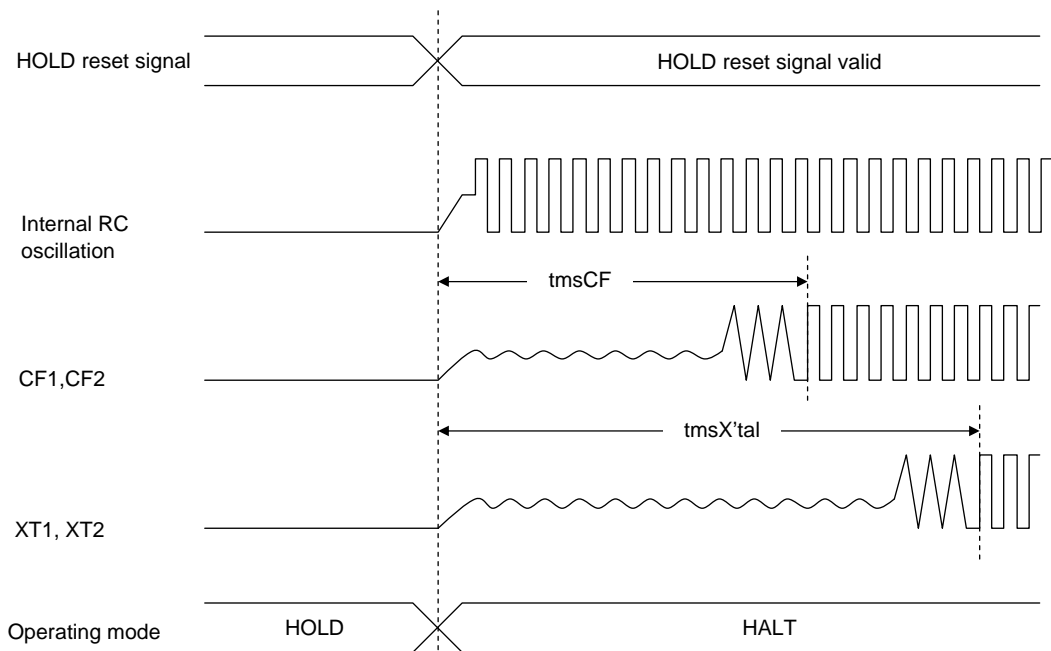 HOLD reset signal
HOLD reset signal valid
Internal RC
oscillation
tmsCF
CF1,CF2
tmsX'tal
XT1, XT2
Operating mode
HOLD
HALT